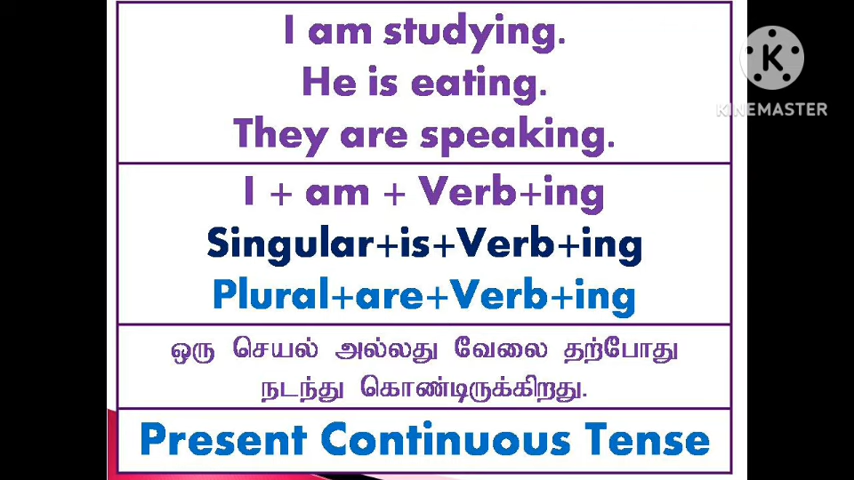 I am studying.
He is eating.
They are speaking.
I + am + Verb+ing
Singular+is+Verb+ing
Plural+are+Verb+ing
ஒரு செயல் அல்லது வேலை தற்போது
நடந்து கொண்டிருக்கிறது.
Present Continuous Tense
K
KINEMASTER